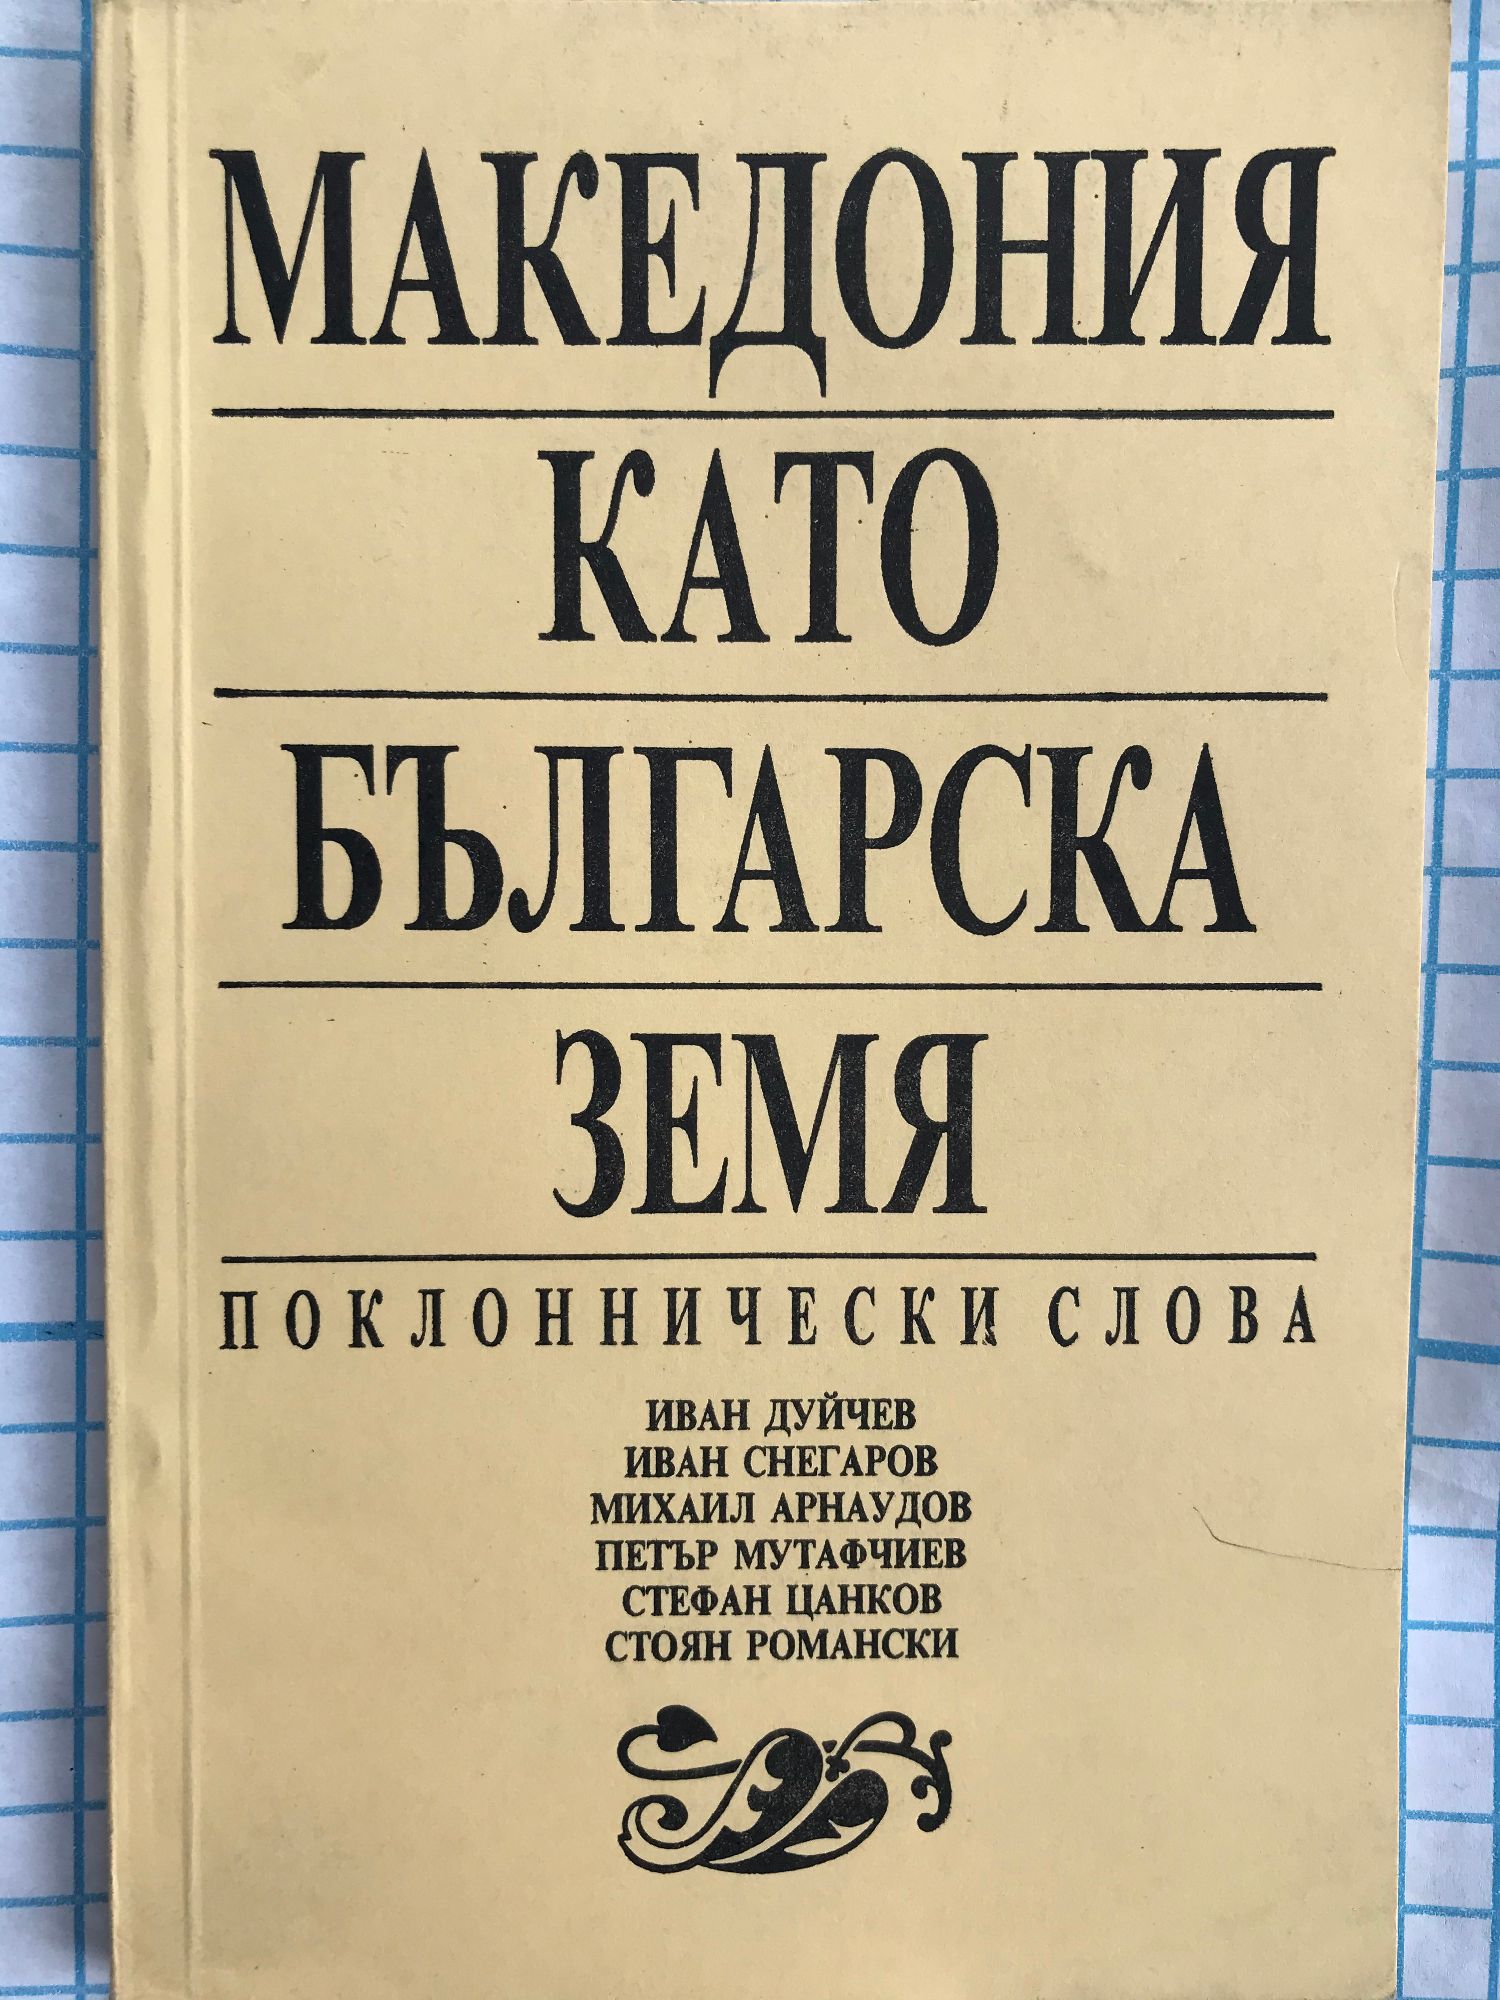 МАКЕДОНИЯ
КАТО
БЪЛГАРСКА
ЗЕМЯ
ПОКЛОННИЧЕСКИ СЛОВА
ИВАН ДУЙЧЕВ
ИВАН СНЕГАРОВ
МИХАИЛ АРНАУДОВ
ПЕТЪР МУТАФЧИЕВ
СТЕФАН ЦАНКОВ
СТОЯН РОМАНСКИ